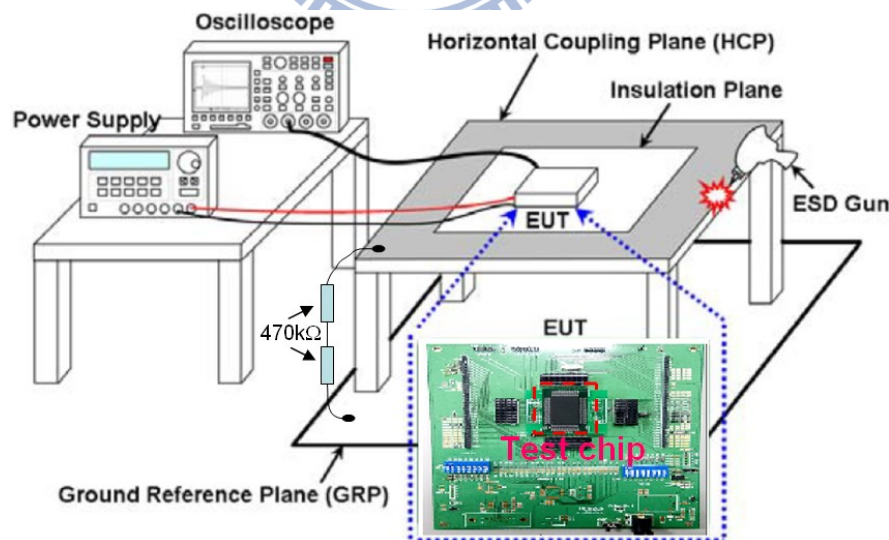 Oscilloscope
Horizontal Coupling Plane (HCP)
Insulation Plane
Power Supply
ESD Gun
EUT
470kΩ
EUT
Test chip
Ground Reference Plane (GRP)